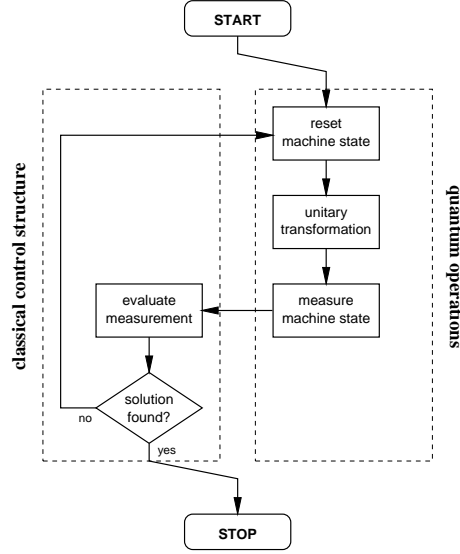 START
classical control structure
quantum operations
reset
machine state
unitary
transformation
measure
machine state
evaluate
measurement
solution
found?
no
yes
STOP